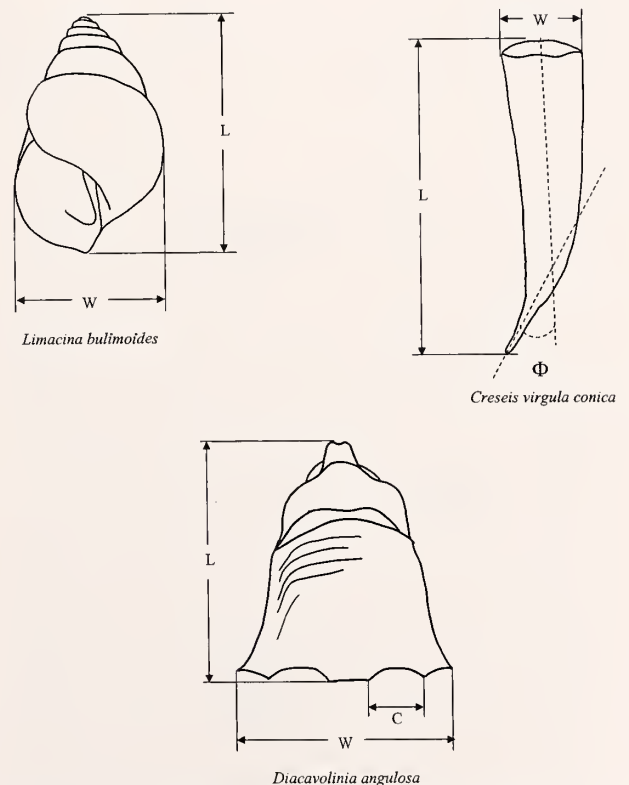 L
W
Limacina bulimoides
W
L
Φ
Creseis virgula conica
L
C
W
Diacavolinia angulosa